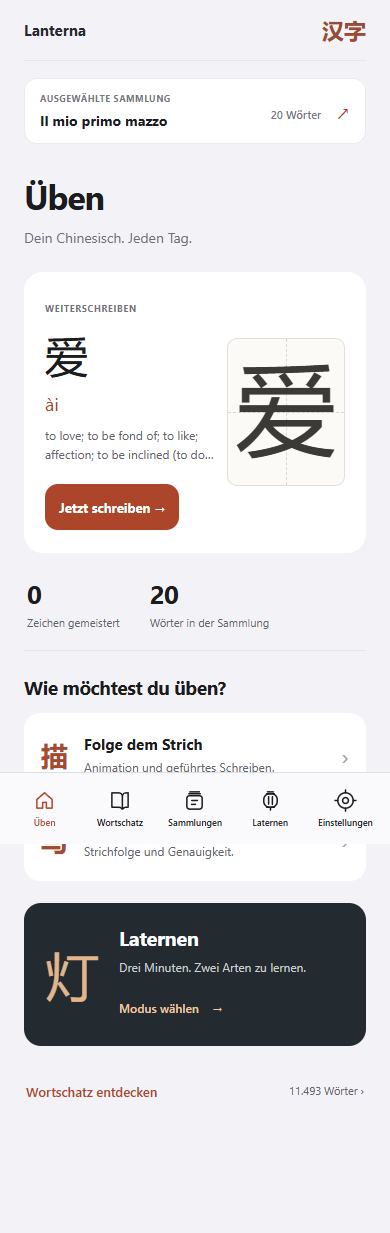 Lanterna
汉字
AUSGEWÄHLTE SAMMLUNG
Il mio primo mazzo
20 Wörter ↗
Üben
Dein Chinesisch. Jeden Tag.
WEITERSCHREIBEN
爱
ài
to love; to be fond of; to like;
affection; to be inclined (to do...
Jetzt schreiben →
爱
0
Zeichen gemeistert
20
Wörter in der Sammlung
Wie möchtest du üben?
描
Folge dem Strich
Animation und geführtes Schreiben.
Üben
Wortschatz
Sammlungen
Laternen
Einstellungen
Strichfolge und Genauigkeit.
灯
Laternen
Drei Minuten. Zwei Arten zu lernen.
Modus wählen →
Wortschatz entdecken
11.493 Wörter ›